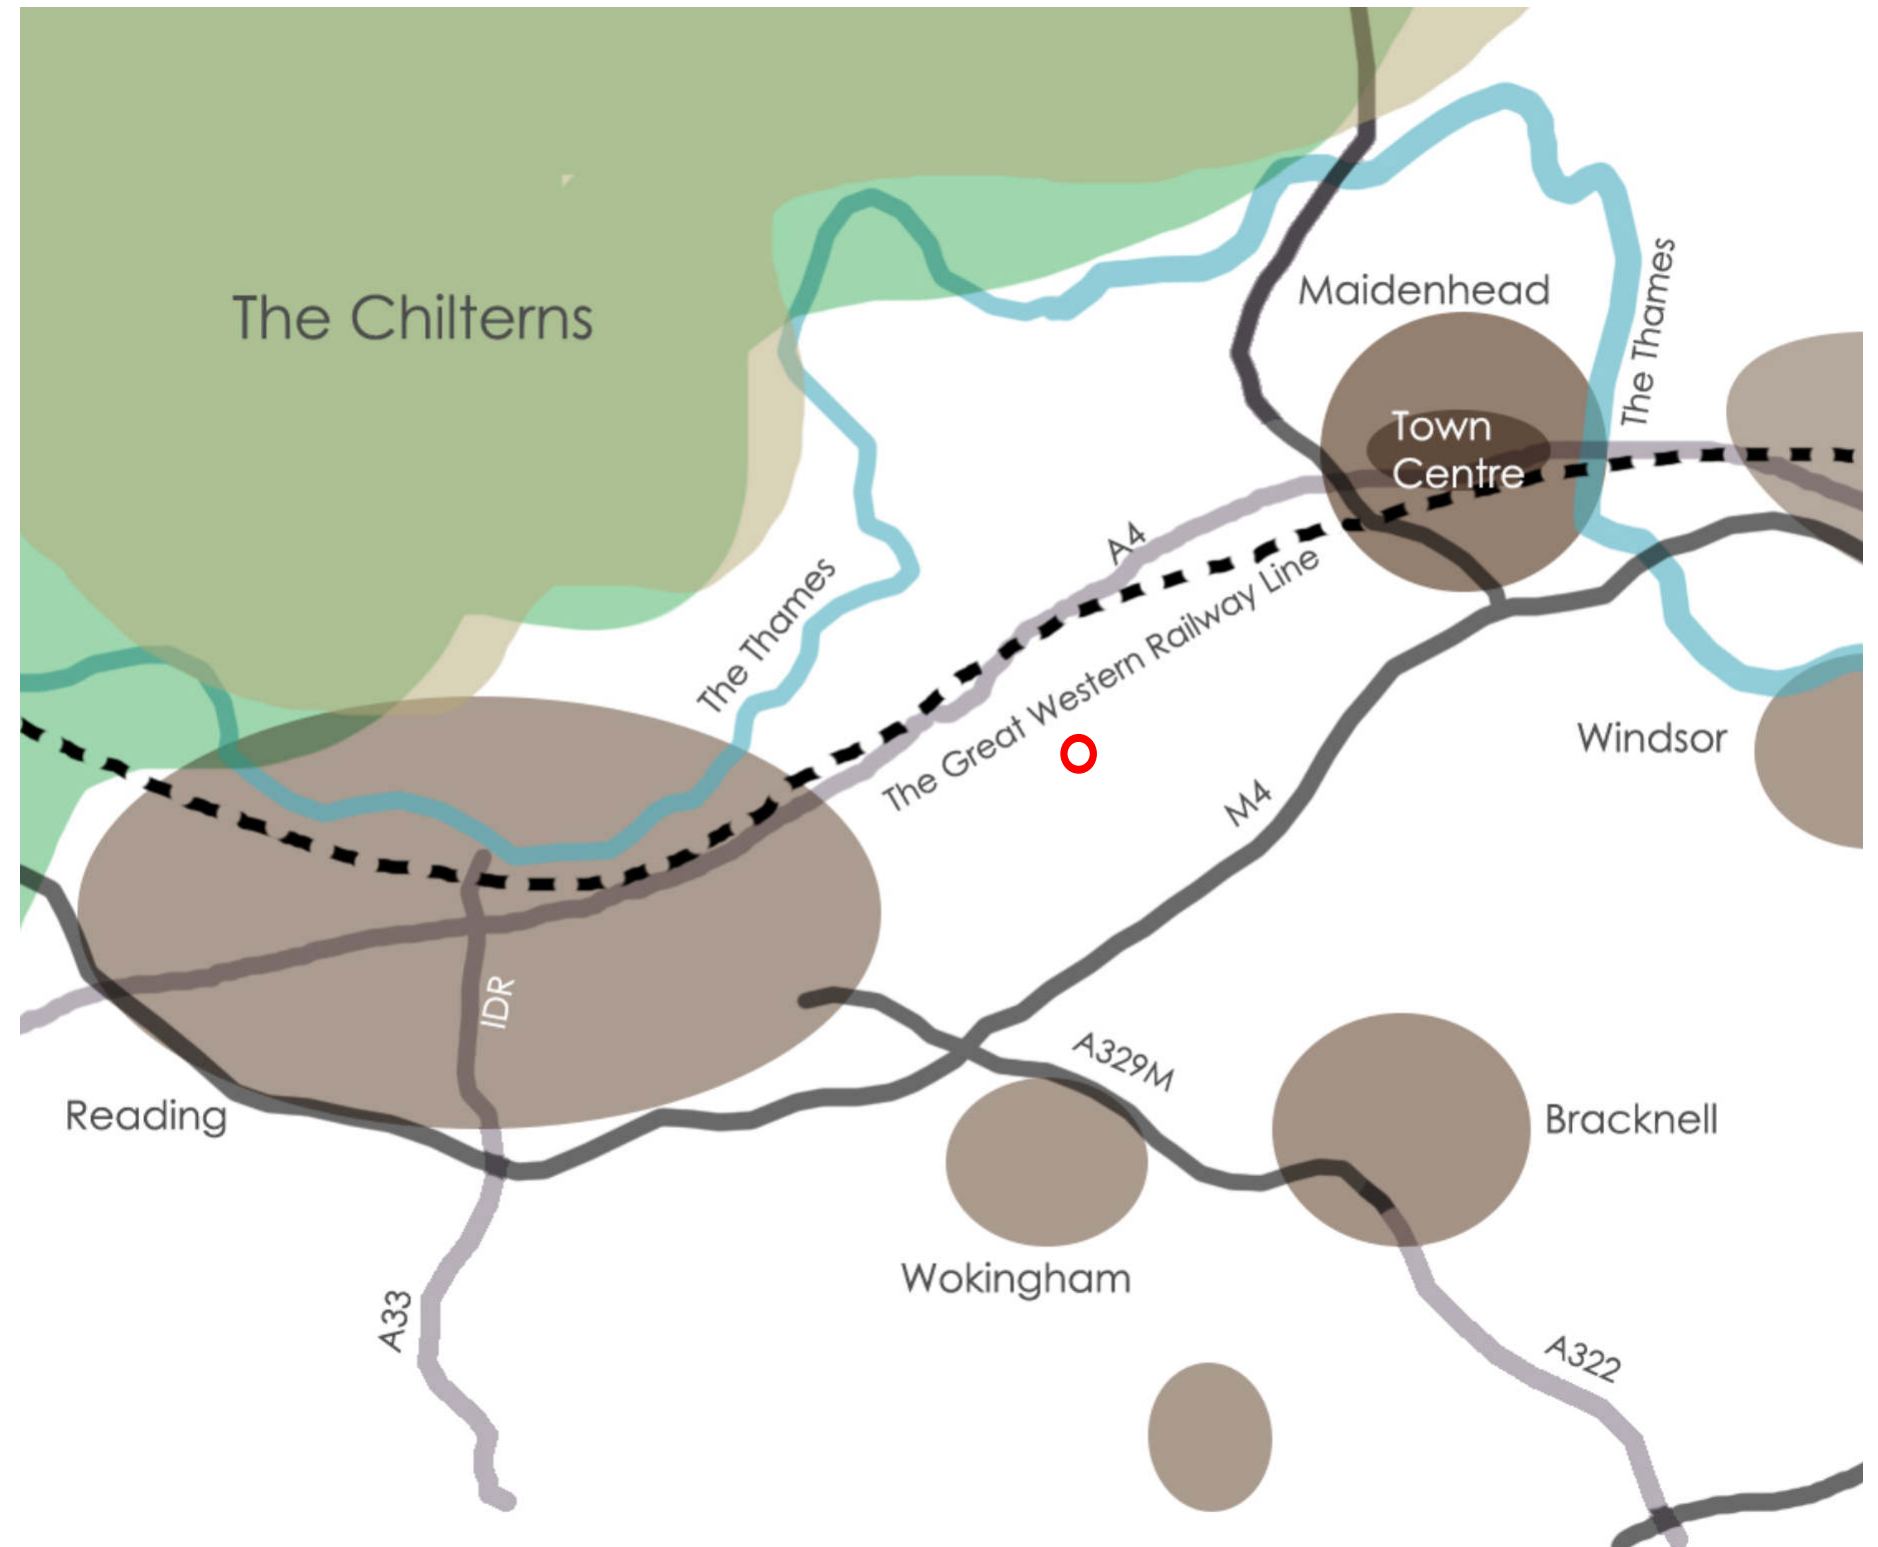 Maidenhead
The Thames
The Chilterns
Town
Centre
A4
The Great Western Railway Line
The Thames
Windsor
M4
IDR
A329M
Reading
Bracknell
Wokingham
A33
A322